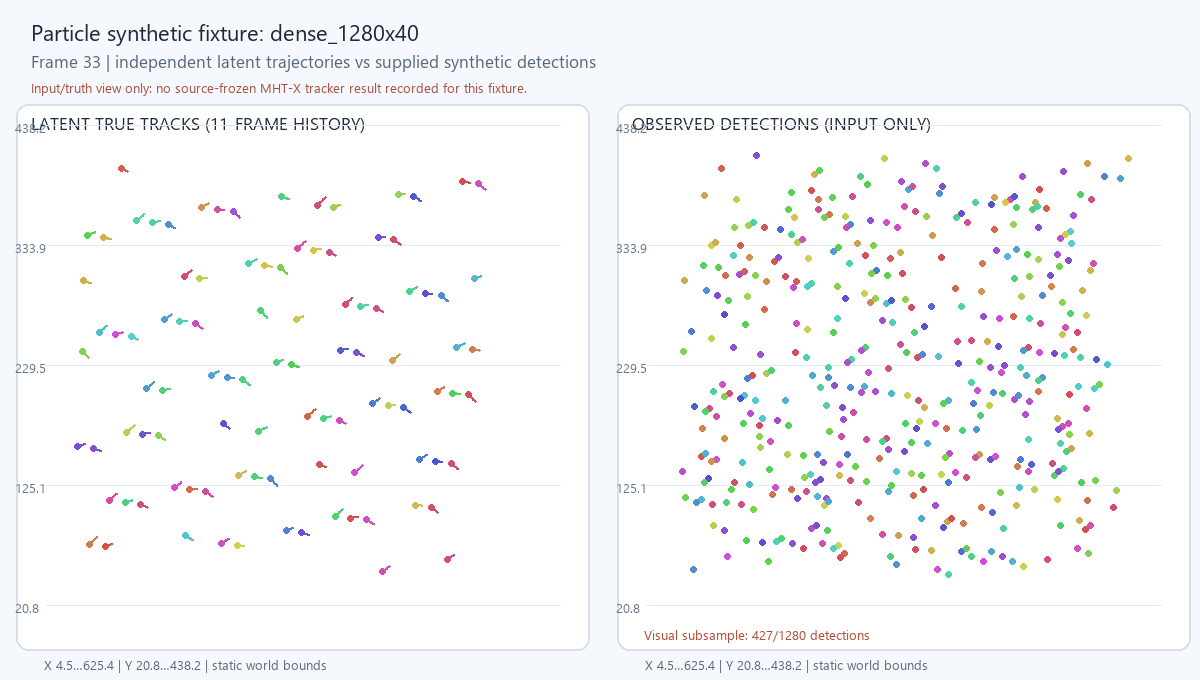 Particle synthetic fixture: dense_1280x40
Frame 33 | independent latent trajectories vs supplied synthetic detections
Input/truth view only: no source-frozen MHT-X tracker result recorded for this fixture.
LATENT TRUE TRACKS (11-FRAME HISTORY)
438.2
333.9
229.5
125.1
20.8
X 4.5...625.4 | Y 20.8...438.2 | static world bounds
OBSERVED DETECTIONS (INPUT ONLY)
438.2
333.9
229.5
125.1
20.8
Visual subsample: 427/1280 detections
X 4.5...625.4 | Y 20.8...438.2 | static world bounds